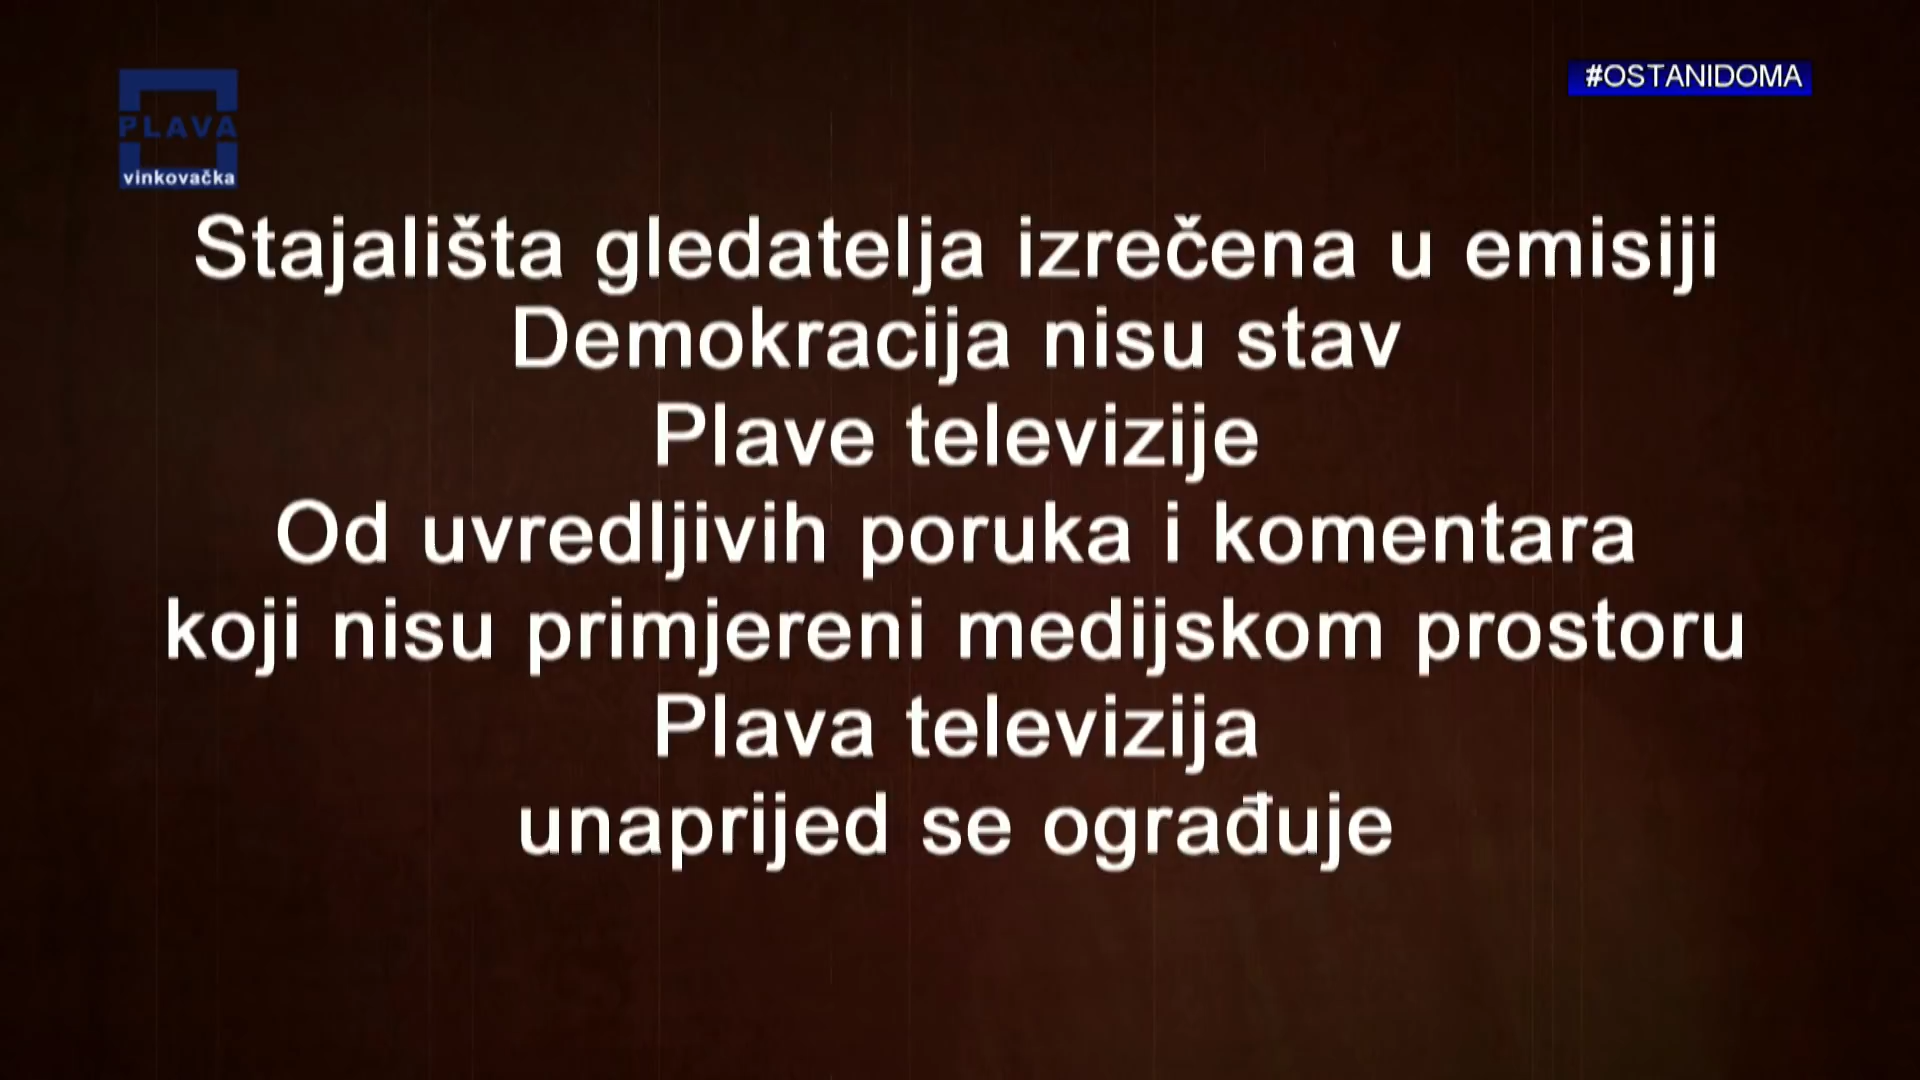 #OSTANIDOMA
PLAVA
vinkovačka
Stajališta gledatelja izrečena u emisiji
Demokracija nisu stav
Plave televizije
Od uvredljivih poruka i komentara
koji nisu primjereni medijskom prostoru
Plava televizija
unaprijed se ograđuje